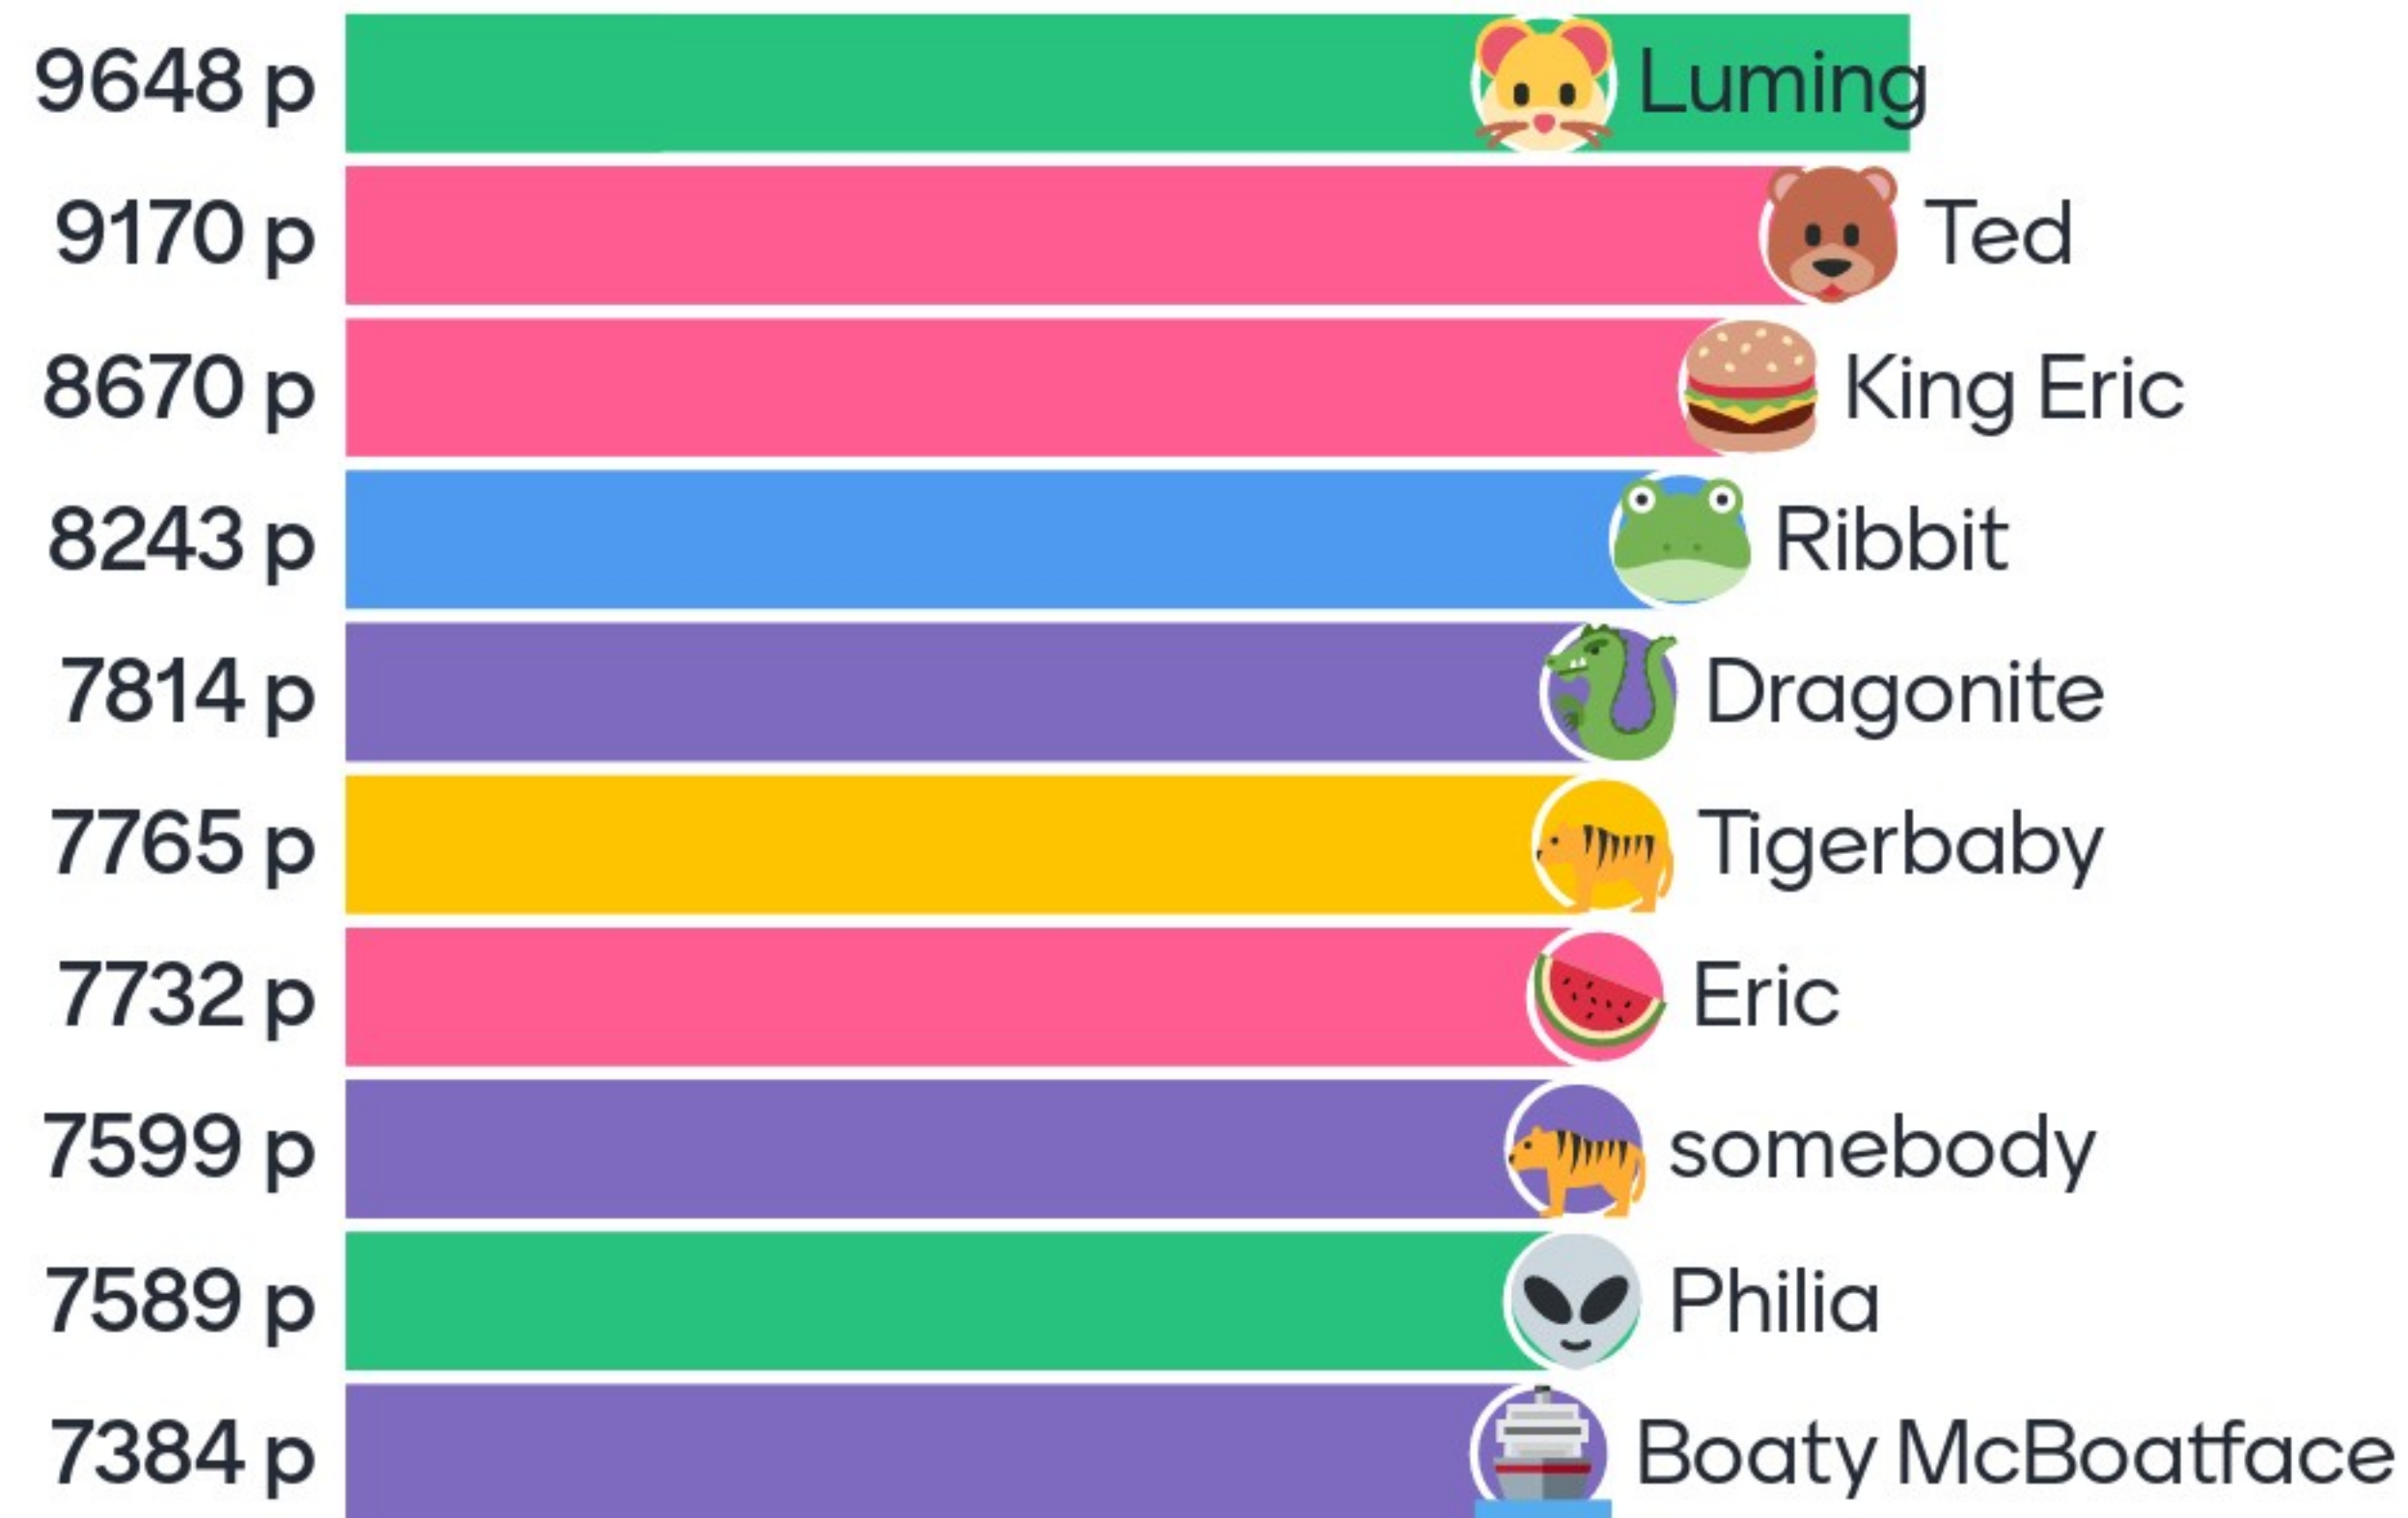 9648 p Luming
9170 p Ted
8670 p King Eric
8243 p Ribbit
7814 p Dragonite
7765 p Tigerbaby
7732 p Eric
7599 p somebody
7589 p Philia
7384 p Boaty McBoatface